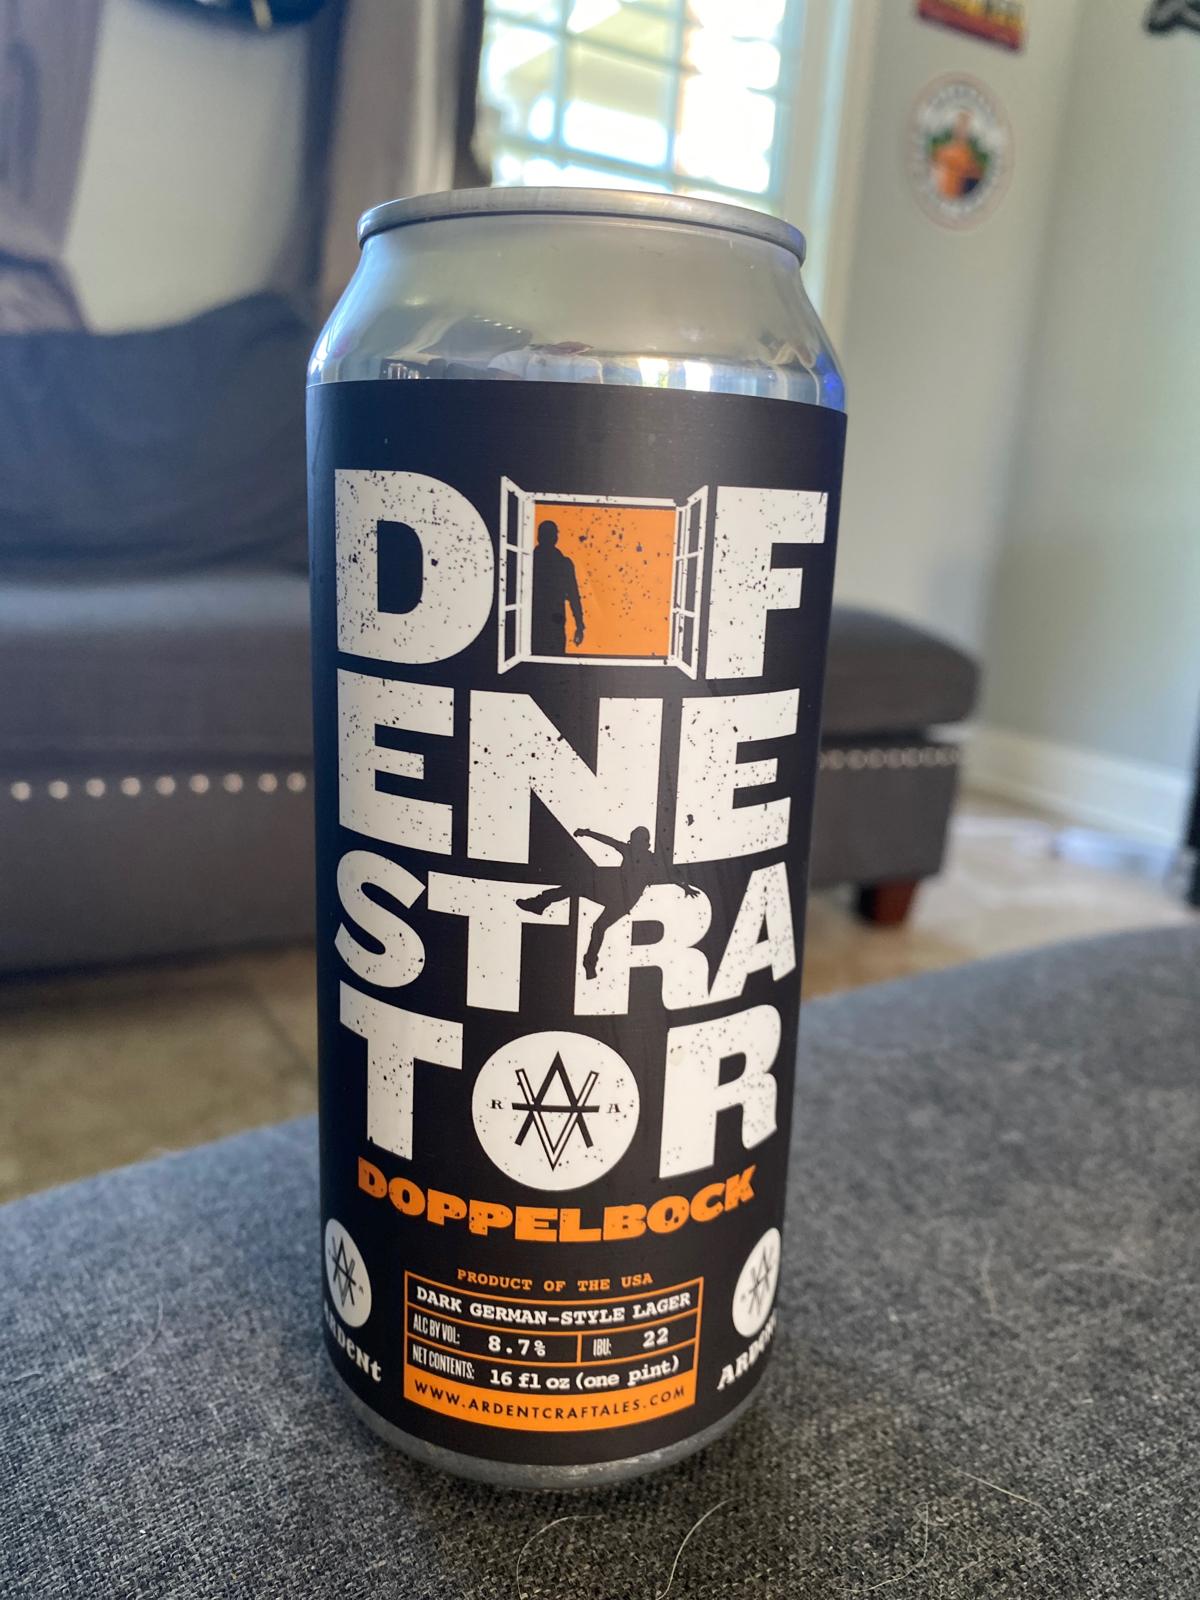 D F
ENE
STRA
TOR
R A
DOPPELBOCK
PRODUCT OF THE USA
DARK GERMAN-STYLE LAGER
ALC BY VOL: 8.7% IBU: 22
NET CONTENTS: 16 fl oz (one pint)
WWW.ARDENTCRAFTALES.COM
ARDeNt